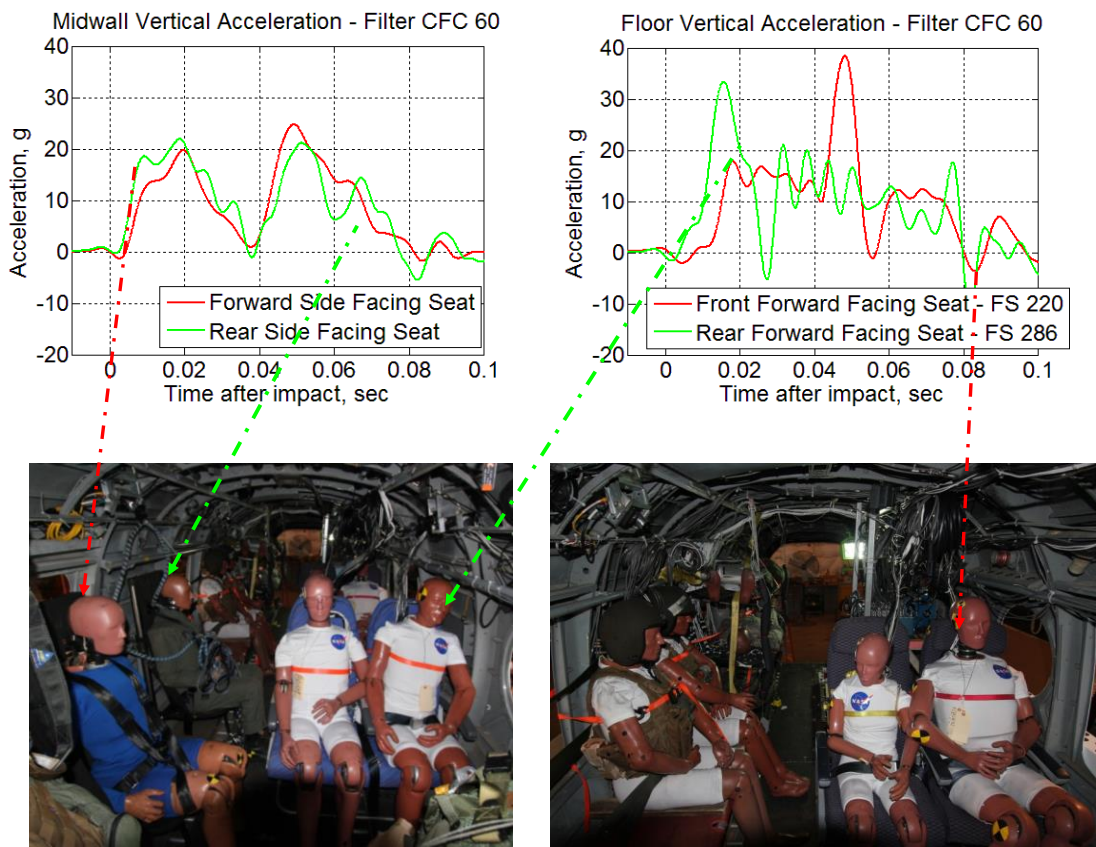 Midwall Vertical Acceleration - Filter CFC 60
40
30
20
10
0
-10
-20
Acceleration, g
Forward Side Facing Seat
Rear Side Facing Seat
0
0.02
0.04
0.06
0.08
0.1
Time after impact, sec
Floor Vertical Acceleration - Filter CFC 60
40
30
20
10
0
-10
-20
Acceleration, g
Front Forward Facing Seat - FS 220
Rear Forward Facing Seat - FS 286
0
0.02
0.04
0.06
0.08
0.1
Time after impact, sec
NASA
NASA
NASA
NASA